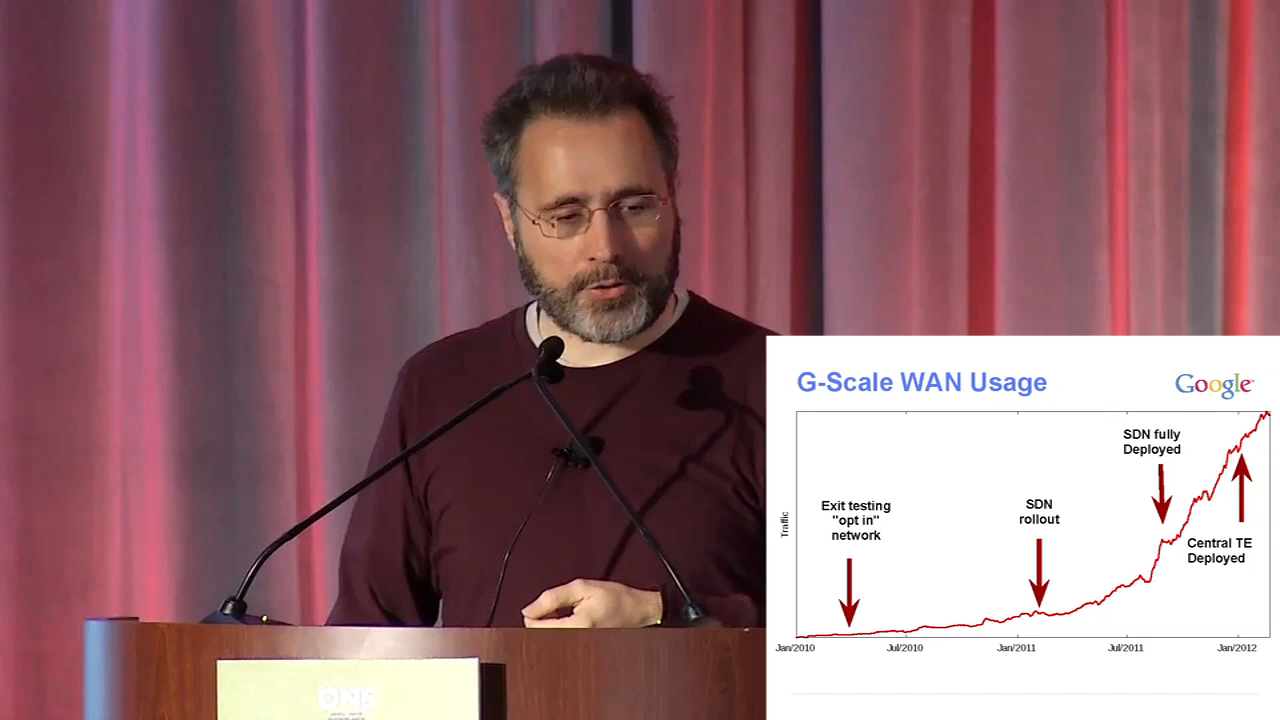 G-Scale WAN Usage
Google
SDN fully
Deployed
Exit testing
"opt in"
network
SDN
rollout
Central TE
Deployed
Traffic
Jan/2010
Jul/2010
Jan/2011
Jul/2011
Jan/2012